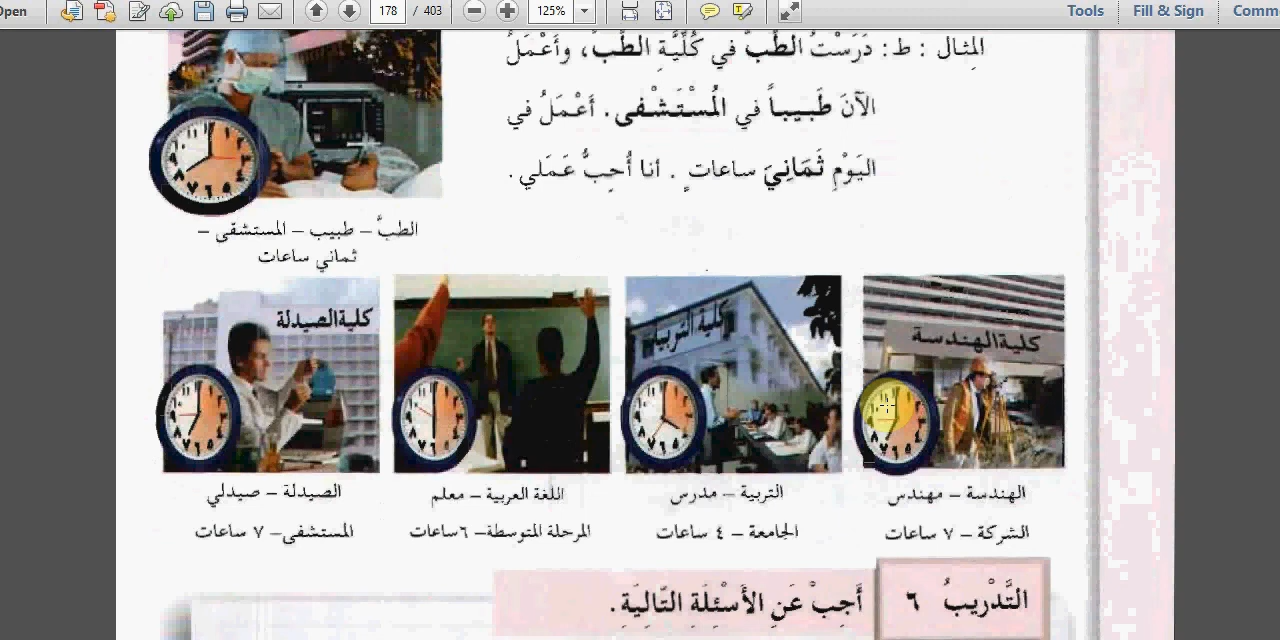 Open
178 / 403
125%
Tools
Fill & Sign
Comm
المِثال : ط : دَرَسْتُ الطِّبَّ في كُلِّيَّةِ الطِّبِّ، وأَعْمَلُ
الآنَ طَبِيباً في المُسْتَشْفى. أَعْمَلُ في
اليَوْمِ ثَمَانِيَ ساعاتٍ. أنا أُحِبُّ عَمَلي.
الطبَّ – طبيب – المستشفى –
ثماني ساعات
كلية الهندسة
كلية التربية
كلية الصيدلة
الهندسة – مهندس
الشركة – ٧ ساعات
التربية – مدرس
الجامعة – ٤ ساعات
اللغة العربية – معلم
المرحلة المتوسطة– ٦ ساعات
الصيدلة – صيدلي
المستشفى– ٧ ساعات
التَّدْرِيبُ ٦
أَجِبْ عَنِ الأَسْئِلَةِ التّالِيَةِ.